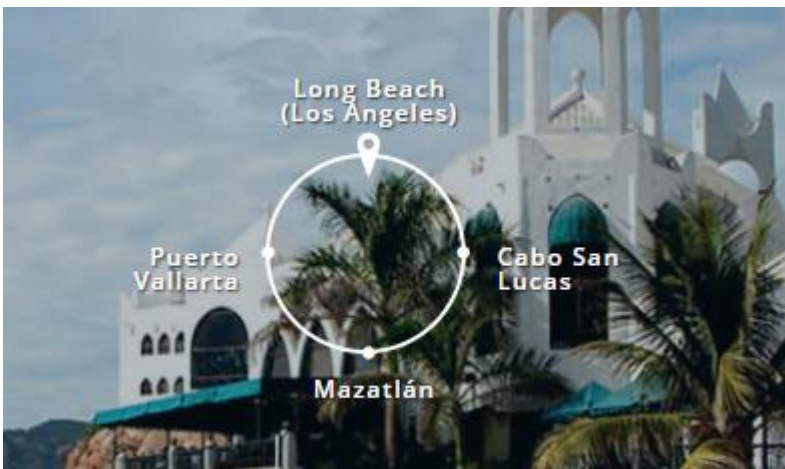 Long Beach
(Los Angeles)
Puerto
Vallarta
Cabo San
Lucas
Mazatlán